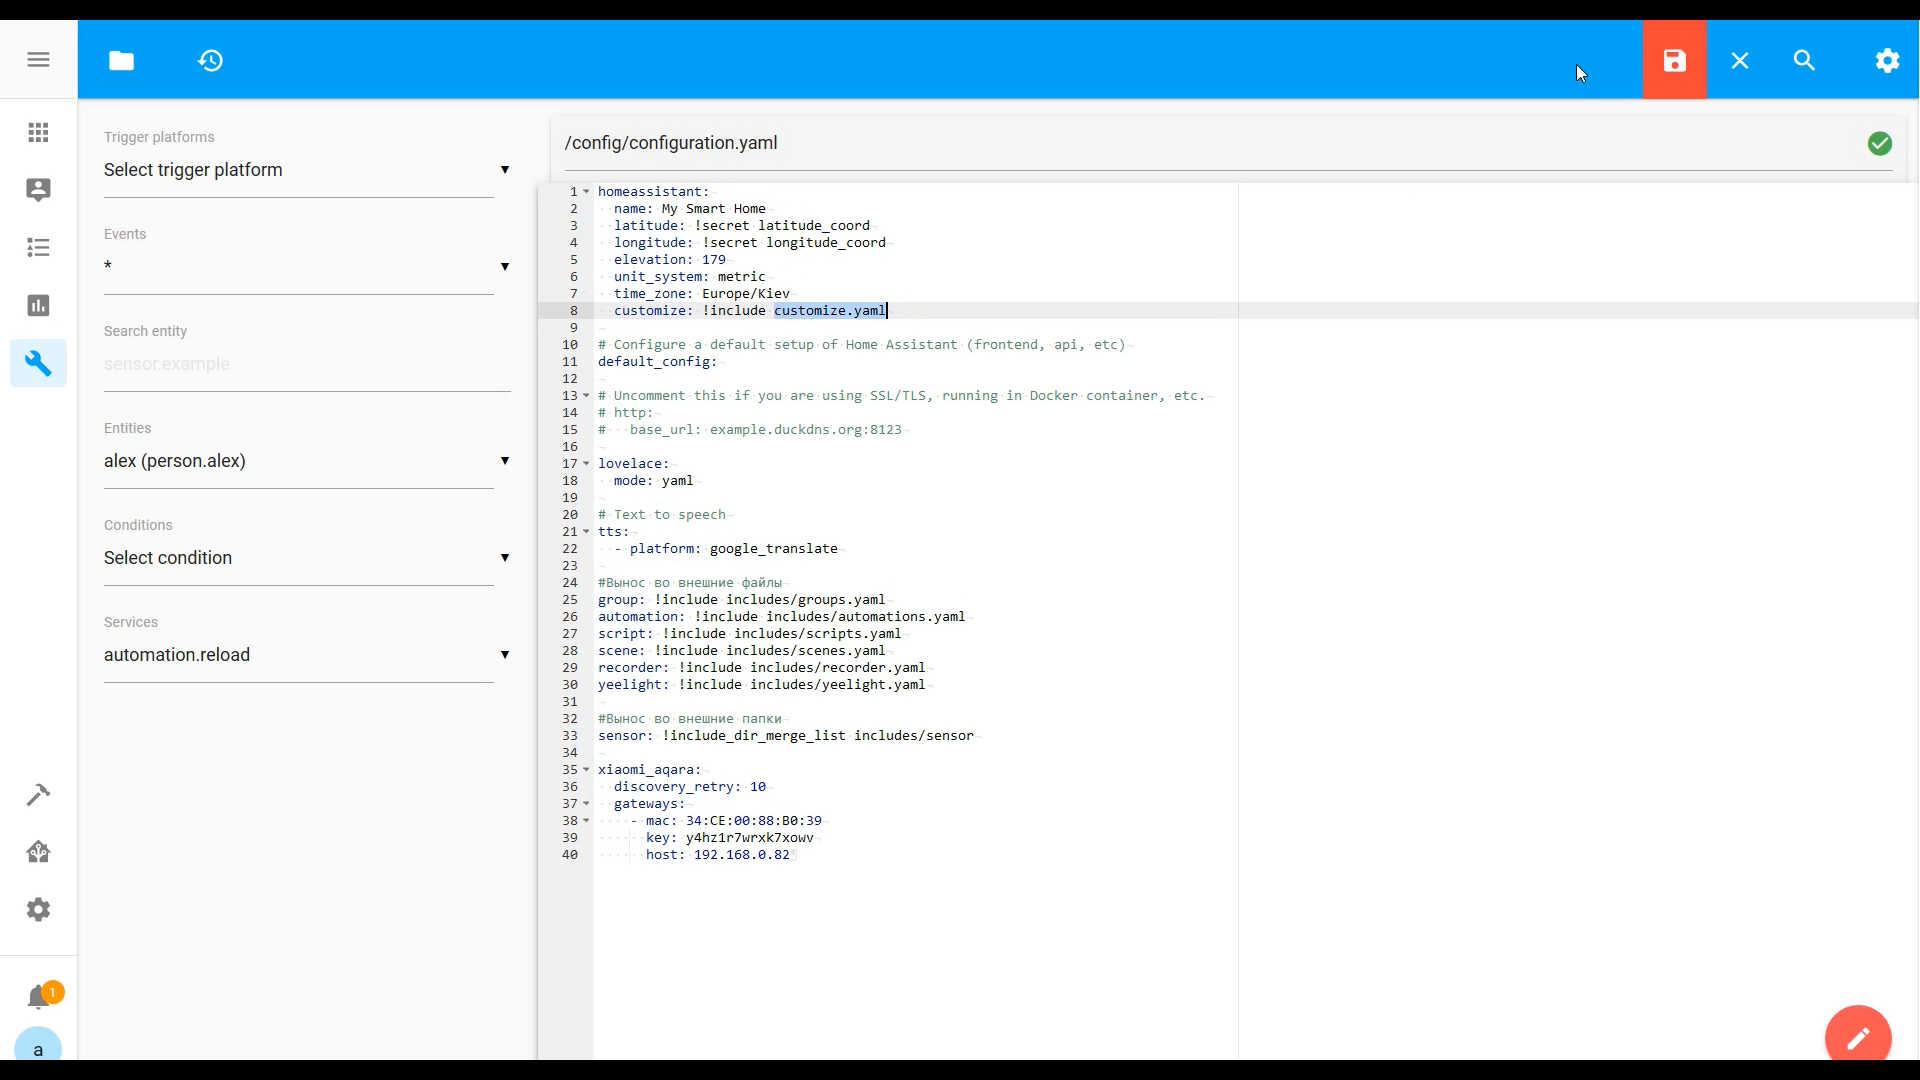 Trigger platforms
Select trigger platform
Events
*
Search entity
sensor.example
Entities
alex (person.alex)
Conditions
Select condition
Services
automation.reload
1
a
/config/configuration.yaml
1 homeassistant:
2   name: My Smart Home
3   latitude: !secret latitude_coord
4   longitude: !secret longitude_coord
5   elevation: 179
6   unit_system: metric
7   time_zone: Europe/Kiev
8   customize: !include customize.yaml
9
10 # Configure a default setup of Home Assistant (frontend, api, etc)
11 default_config:
12
13 # Uncomment this if you are using SSL/TLS, running in Docker container, etc.
14 # http:
15 #   base_url: example.duckdns.org:8123
16
17 lovelace:
18   mode: yaml
19
20 # Text to speech
21 tts:
22   - platform: google_translate
23
24 #Вынос во внешние файлы
25 group: !include includes/groups.yaml
26 automation: !include includes/automations.yaml
27 script: !include includes/scripts.yaml
28 scene: !include includes/scenes.yaml
29 recorder: !include includes/recorder.yaml
30 yeelight: !include includes/yeelight.yaml
31
32 #Вынос во внешние папки
33 sensor: !include_dir_merge_list includes/sensor
34
35 xiaomi_aqara:
36   discovery_retry: 10
37   gateways:
38     - mac: 34:CE:00:88:B0:39
39       key: y4hz1r7wrxk7xowv
40       host: 192.168.0.82